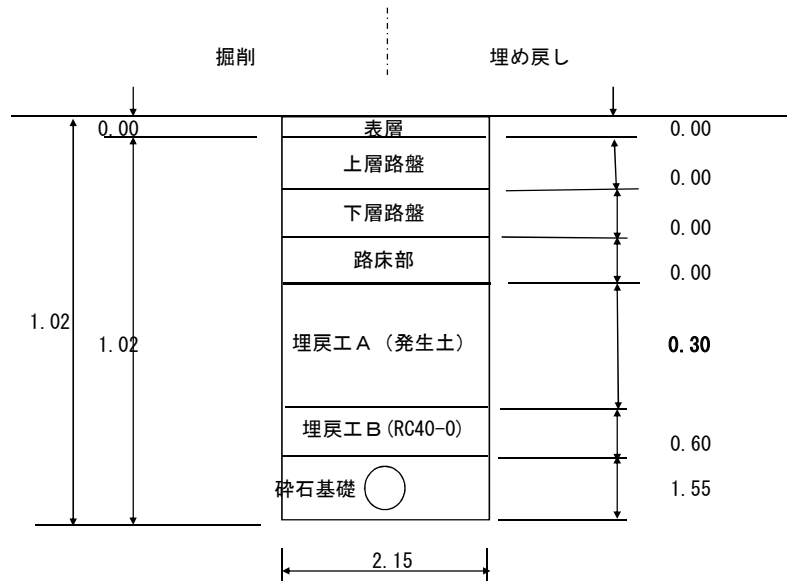 掘削
埋め戻し
0.00 表層 0.00
上層路盤 0.00
下層路盤 0.00
路床部 0.00
1.02 1.02 埋戻工A (発生土) 0.30
埋戻工B(RC40-0) 0.60
砕石基礎 1.55
2.15